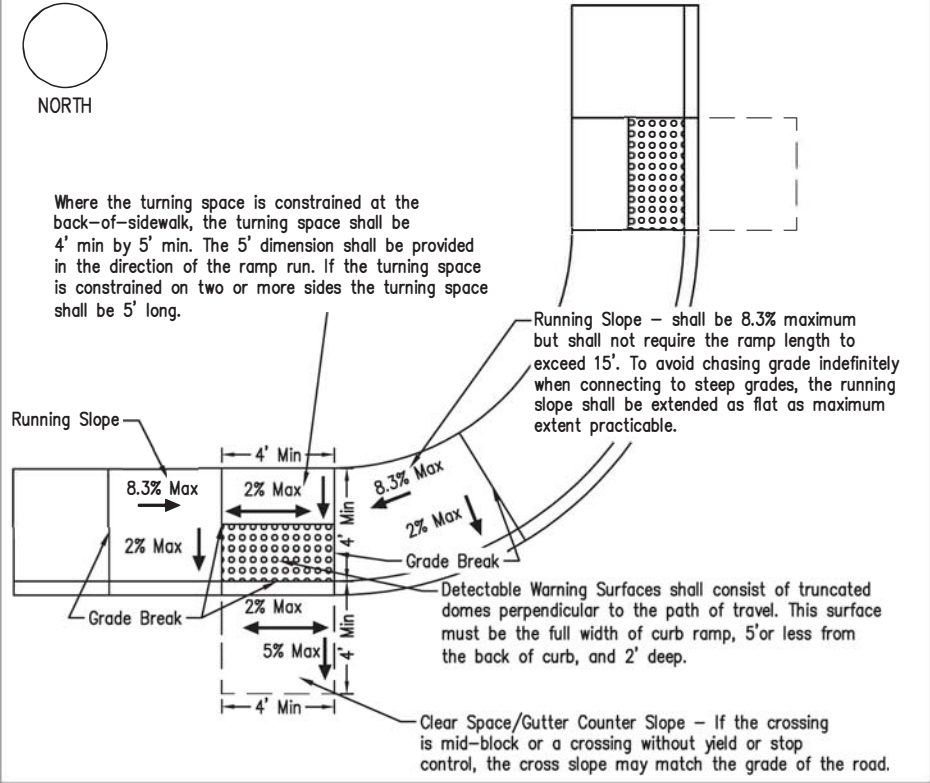 NORTH
Where the turning space is constrained at the
back-of-sidewalk, the turning space shall be
4' min by 5' min. The 5' dimension shall be provided
in the direction of the ramp run. If the turning space
is constrained on two or more sides the turning space
shall be 5' long.
Running Slope – shall be 8.3% maximum
but shall not require the ramp length to
exceed 15'. To avoid chasing grade indefinitely
when connecting to steep grades, the running
slope shall be extended as flat as maximum
extent practicable.
Running Slope
4' Min
8.3% Max
2% Max
8.3% Max
4' Min
2% Max
2% Max
Grade Break
Detectable Warning Surfaces shall consist of truncated
domes perpendicular to the path of travel. This surface
must be the full width of curb ramp, 5'or less from
the back of curb, and 2' deep.
Grade Break
2% Max
5% Max
4' Min
4' Min
Clear Space/Gutter Counter Slope – If the crossing
is mid-block or a crossing without yield or stop
control, the cross slope may match the grade of the road.